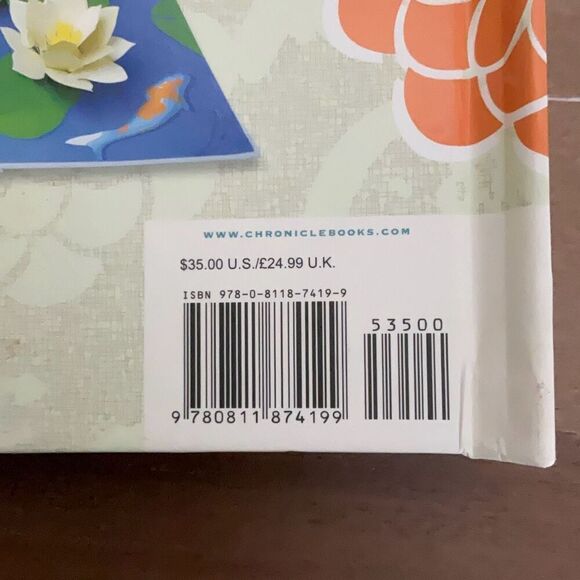 WWW.CHRONICLEBOOKS.COM
$35.00 U.S./£24.99 U.K.
ISBN 978-0-8118-7419-9
53500
9 780811 874199